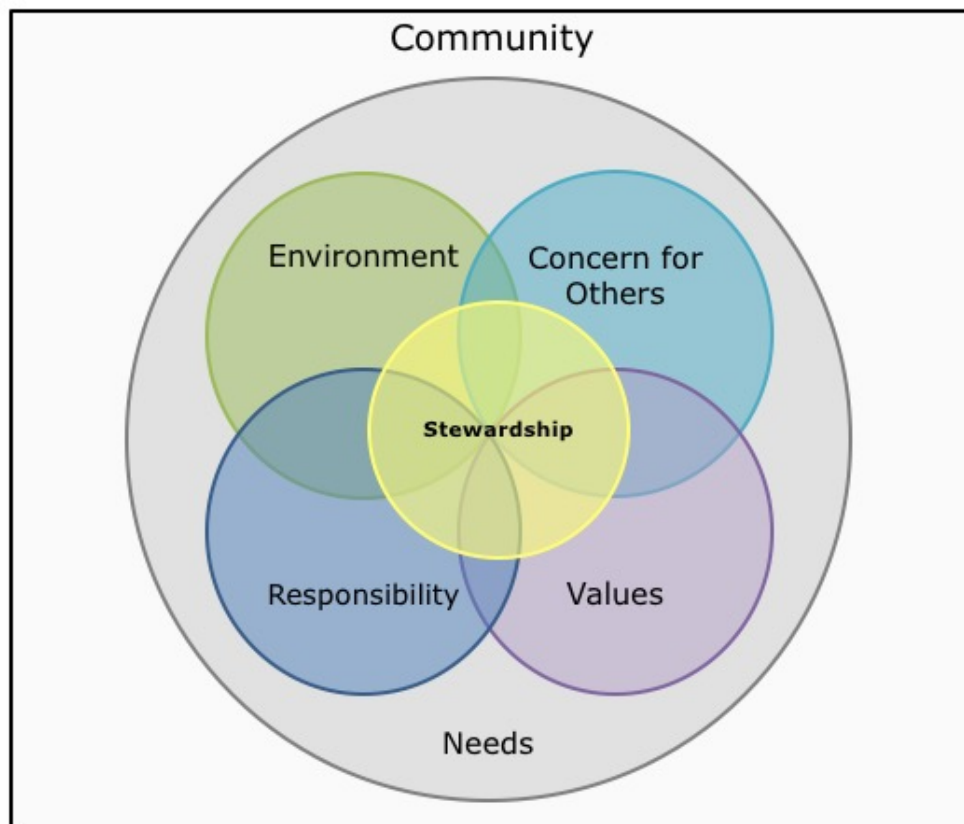 Community
Environment
Concern for
Others
Stewardship
Responsibility
Values
Needs